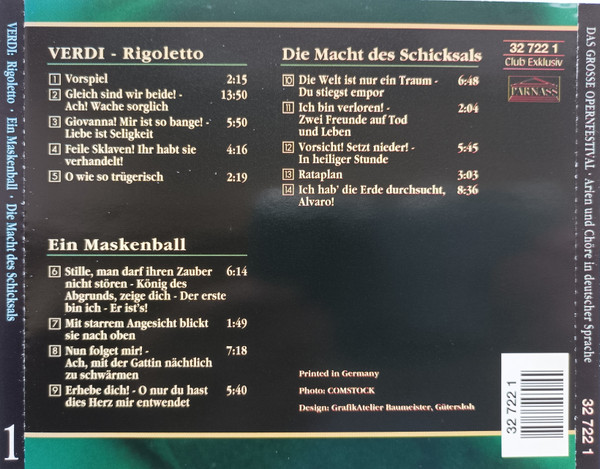 VERDI: Rigoletto · Ein Maskenball · Die Macht des Schicksals
1
VERDI - Rigoletto
1 Vorspiel 2:15
2 Gleich sind wir beide! - 13:50
Ach! Wache sorglich
3 Giovanna! Mir ist so bange! - 5:50
Liebe ist Seligkeit
4 Feile Sklaven! Ihr habt sie 4:16
verhandelt!
5 O wie so trügerisch 2:19
Ein Maskenball
6 Stille, man darf ihren Zauber 6:14
nicht stören - König des
Abgrunds, zeige dich - Der erste
bin ich - Er ist's!
7 Mit starrem Angesicht blickt 1:49
sie nach oben
8 Nun folget mir! - 7:18
Ach, mit der Gattin nächtlich
zu schwärmen
9 Erhebe dich! - O nur du hast 5:40
dies Herz mir entwendet
Die Macht des Schicksals
10 Die Welt ist nur ein Traum - 6:48
Du stiegst empor
11 Ich bin verloren! - 2:04
Zwei Freunde auf Tod
und Leben
12 Vorsicht! Setzt nieder! - 5:45
In heiliger Stunde
13 Rataplan 3:03
14 Ich hab' die Erde durchsucht, 8:36
Alvaro!
32 722 1
Club Exklusiv
PARNASS
Printed in Germany
Photo: COMSTOCK
Design: GrafikAtelier Baumeister, Gütersloh
32 722 1
DAS GROSSE OPERNFESTIVAL · Arien und Chöre in deutscher Sprache
32 722 1